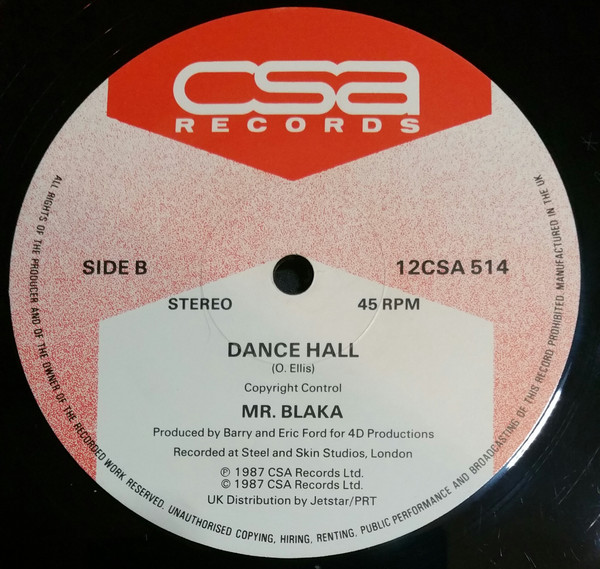 csa
RECORDS
SIDE B
12CSA 514
STEREO
45 RPM
DANCE HALL
(O. Ellis)
Copyright Control
MR. BLAKA
Produced by Barry and Eric Ford for 4D Productions
Recorded at Steel and Skin Studios, London
℗ 1987 CSA Records Ltd.
© 1987 CSA Records Ltd.
UK Distribution by Jetstar/PRT
ALL RIGHTS OF THE PRODUCER AND OF THE OWNER OF THE RECORDED WORK RESERVED. UNAUTHORISED COPYING, HIRING, RENTING. PUBLIC PERFORMANCE AND BROADCASTING OF THIS RECORD PROHIBITED. MANUFACTURED IN THE UK